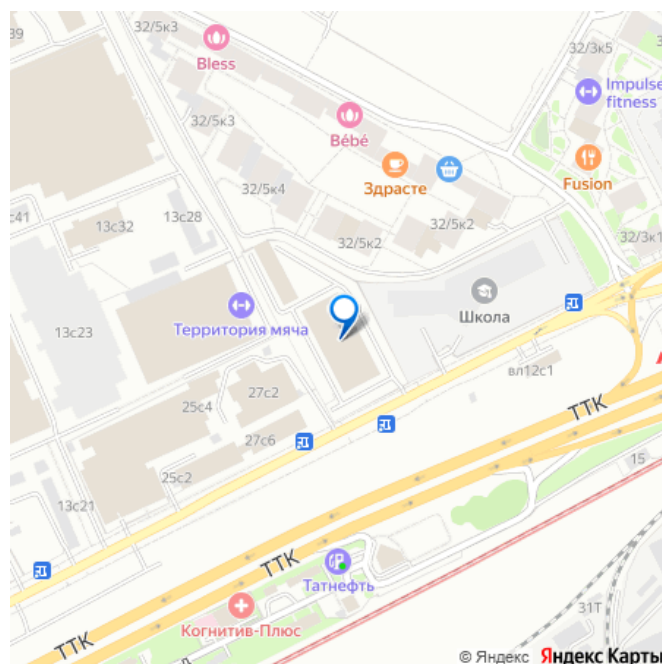 39
32/5к3
Bless
32/3к5
Impulse
fitness
32/5к3
Bébé
Здрасте
Fusion
32/5к4
с41
13с28
13с32
32/5к2
32/5к2
32/3к1
Школа
Территория мяча
13с23
вл12с1
27с2
25с4
ТТК
27с6
25с2
15
13с21
ТТК
Татнефть
Когнитив-Плюс
31Т
ТТК
© Яндекс Яндекс Карты